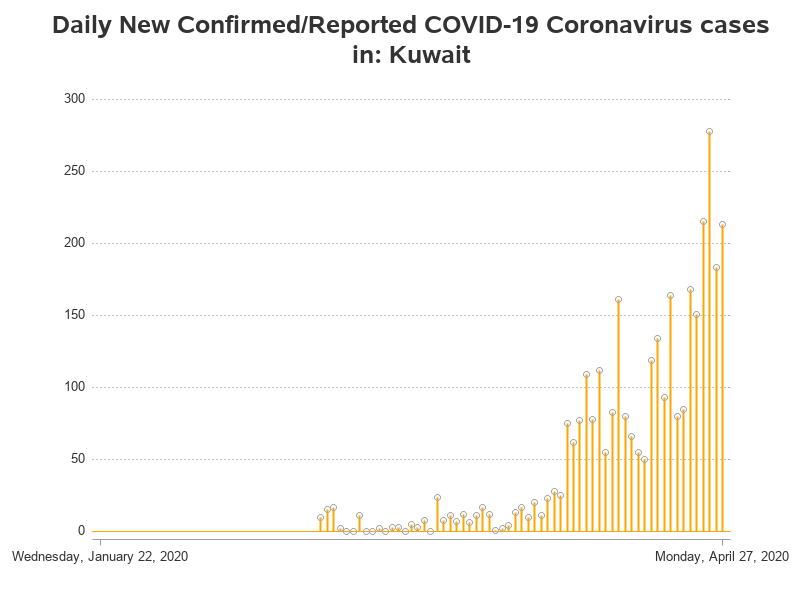 Daily New Confirmed/Reported COVID-19 Coronavirus cases
in: Kuwait
300
250
200
150
100
50
0
Wednesday, January 22, 2020
Monday, April 27, 2020